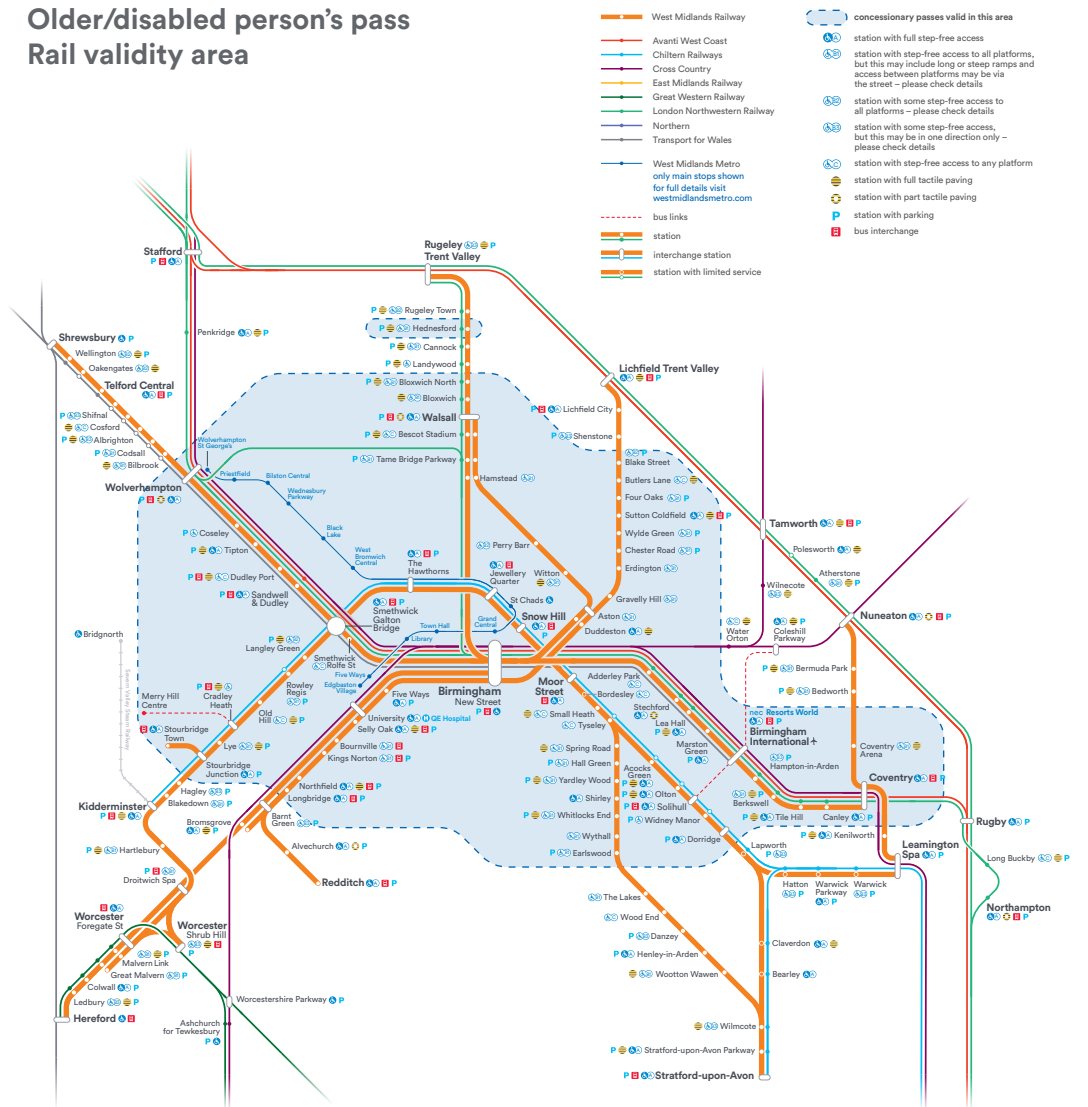 Older/disabled person's pass
Rail validity area
West Midlands Railway
Avanti West Coast
Chiltern Railways
Cross Country
East Midlands Railway
Great Western Railway
London Northwestern Railway
Northern
Transport for Wales
West Midlands Metro
only main stops shown
for full details visit
westmidlandsmetro.com
bus links
station
interchange station
station with limited service
concessionary passes valid in this area
station with full step-free access
station with step-free access to all platforms,
but this may include long or steep ramps and
access between platforms may be via
the street – please check details
station with some step-free access to
all platforms – please check details
station with some step-free access,
but this may be in one direction only –
please check details
station with step-free access to any platform
station with full tactile paving
station with part tactile paving
P station with parking
bus interchange
Stafford
Penkridge
Rugeley
Trent Valley
Rugeley Town
Hednesford
Cannock
Landywood
Bloxwich North
Bloxwich
Walsall
Bescot Stadium
Tame Bridge Parkway
Hamstead
Perry Barr
Witton
Shrewsbury
Wellington
Oakengates
Telford Central
Shifnal
Cosford
Albrighton
Codsall
Bilbrook
Wolverhampton
Wolverhampton
St George's
Priestfield
Bilston Central
Wednesbury
Parkway
Black
Lake
West
Bromwich
Central
Coseley
Tipton
Dudley Port
Sandwell
& Dudley
The
Hawthorns
Jewellery
Quarter
St Chads
Snow Hill
Grand
Central
Town Hall
Library
Five Ways
Edgbaston
Village
Smethwick
Galton
Bridge
Smethwick
Rolfe St
Langley Green
Rowley
Regis
Old
Hill
Cradley
Heath
Merry Hill
Centre
Bridgnorth
Severn Valley Steam Railway
Stourbridge
Town
Lye
Stourbridge
Junction
Hagley
Blakedown
Kidderminster
Hartlebury
Droitwich Spa
Bromsgrove
Barnt
Green
Alvechurch
Redditch
Longbridge
Northfield
Kings Norton
Bournville
Selly Oak
University
QE Hospital
Five Ways
Birmingham
New Street
Moor
Street
Lichfield Trent Valley
Lichfield City
Shenstone
Blake Street
Butlers Lane
Four Oaks
Sutton Coldfield
Wylde Green
Chester Road
Erdington
Gravelly Hill
Aston
Duddeston
Tamworth
Polesworth
Atherstone
Wilnecote
Nuneaton
Water
Orton
Coleshill
Parkway
Bermuda Park
Bedworth
Coventry
Arena
Coventry
nec Resorts World
Birmingham
International
Hampton-in-Arden
Berkswell
Tile Hill
Canley
Kenilworth
Leamington
Spa
Rugby
Long Buckby
Northampton
Adderley Park
Stechford
Lea Hall
Marston
Green
Bordesley
Small Heath
Tyseley
Spring Road
Hall Green
Yardley Wood
Shirley
Whitlocks End
Wythall
Earlswood
Acocks
Green
Olton
Solihull
Widney Manor
Dorridge
Lapworth
Hatton
Warwick
Parkway
Warwick
The Lakes
Wood End
Danzey
Henley-in-Arden
Wootton Wawen
Claverdon
Bearley
Wilmcote
Stratford-upon-Avon Parkway
Stratford-upon-Avon
Worcester
Foregate St
Worcester
Shrub Hill
Malvern Link
Great Malvern
Colwall
Ledbury
Hereford
Worcestershire Parkway
Ashchurch
for Tewkesbury